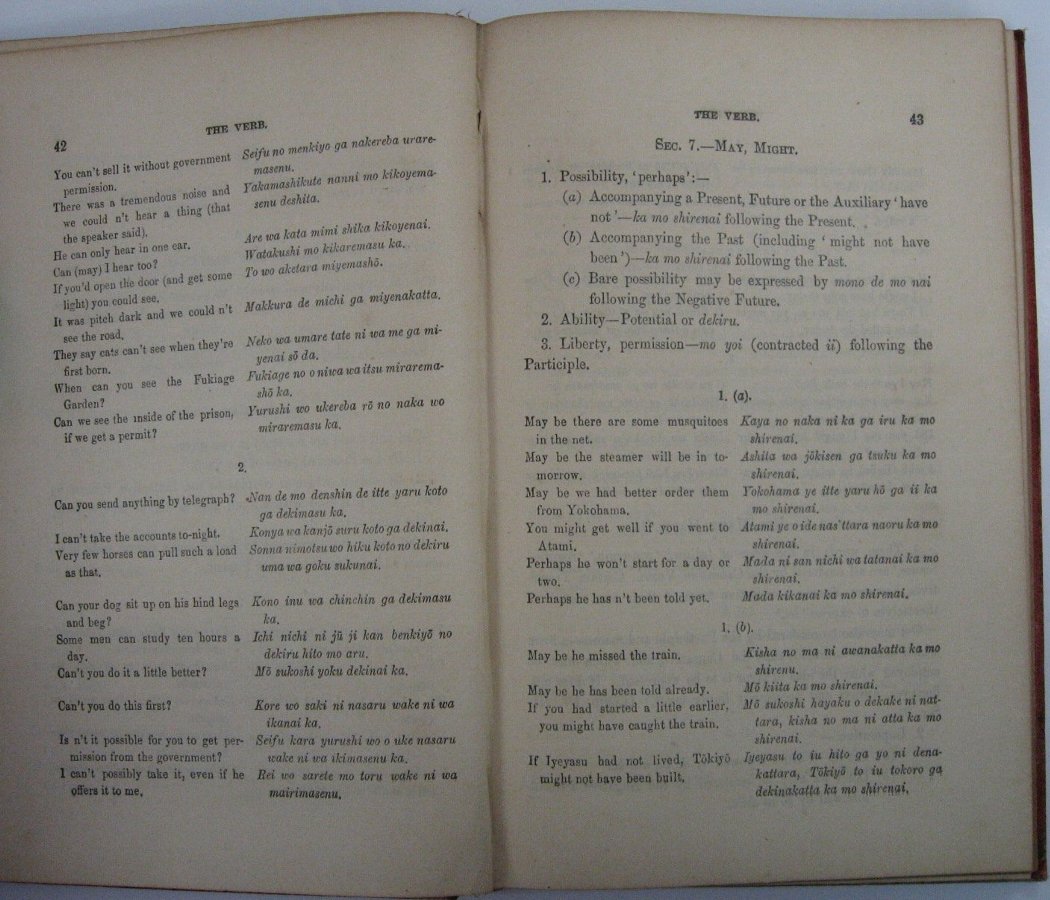 42
THE VERB.
You can't sell it without government
permission.
Seifu no menkiyo ga nakereba urare-
masenu.
There was a tremendous noise and
we could n't hear a thing (that
the speaker said).
Yakamashikute nanni mo kikoyema-
senu deshita.
He can only hear in one ear.
Are wa kata mimi shika kikoyenai.
Can (may) I hear too?
Watakushi mo kikaremasu ka.
If you'd open the door (and get some
light) you could see.
To wo aketara miyemashō.
It was pitch dark and we could n't
see the road.
Makkura de michi ga miyenakatta.
They say cats can't see when they're
first born.
Neko wa umare tate ni wa me ga mi-
yenai sō da.
When can you see the Fukiage
Garden?
Fukiage no o niwa wa itsu mirarema-
shō ka.
Can we see the inside of the prison,
if we get a permit?
Yurushi wo ukereba rō no naka wo
miraremasu ka.
2.
Can you send anything by telegraph?
Nan de mo denshin de itte yaru koto
ga dekimasu ka.
I can't take the accounts to-night.
Konya wa kanjō suru koto ga dekinai.
Very few horses can pull such a load
as that.
Sonna nimotsu wo hiku koto no dekiru
uma wa goku sukunai.
Can your dog sit up on his hind legs
and beg?
Kono inu wa chinchin ga dekimasu
ka.
Some men can study ten hours a
day.
Ichi nichi ni jū ji kan benkiyō no
dekiru hito mo aru.
Can't you do it a little better?
Mō sukoshi yoku dekinai ka.
Can't you do this first?
Kore wo saki ni nasaru wake ni wa
ikanai ka.
Is n't it possible for you to get per-
mission from the government?
Seifu kara yurushi wo o uke nasaru
wake ni wa ikimasenu ka.
I can't possibly take it, even if he
offers it to me.
Rei wo sarete mo toru wake ni wa
mairimasenu.
THE VERB.
43
SEC. 7.—MAY, MIGHT.
1. Possibility, 'perhaps':—
(a) Accompanying a Present, Future or the Auxiliary 'have
not'—ka mo shirenai following the Present.
(b) Accompanying the Past (including 'might not have
been')—ka mo shirenai following the Past.
(c) Bare possibility may be expressed by mono de mo nai
following the Negative Future.
2. Ability—Potential or dekiru.
3. Liberty, permission—mo yoi (contracted ii) following the
Participle.
1. (a).
May be there are some musquitoes
in the net.
Kaya no naka ni ka ga iru ka mo
shirenai.
May be the steamer will be in to-
morrow.
Ashita wa jōkisen ga tsuku ka mo
shirenai.
May be we had better order them
from Yokohama.
Yokohama ye itte yaru hō ga ii ka
mo shirenai.
You might get well if you went to
Atami.
Atami ye o ide nas'ttara naoru ka mo
shirenai.
Perhaps he won't start for a day or
two.
Mada ni san nichi wa tatanai ka mo
shirenai.
Perhaps he has n't been told yet.
Mada kikanai ka mo shirenai.
1. (b).
May be he missed the train.
Kisha no ma ni awanakatta ka mo
shirenu.
May be he has been told already.
Mō kiita ka mo shirenai.
If you had started a little earlier,
you might have caught the train.
Mō sukoshi hayaku o dekake ni nat-
tara, kisha no ma ni atta ka mo
shirenai.
If Iyeyasu had not lived, Tōkiyō
might not have been built.
Iyeyasu to iu hito ga yo ni dena-
kattara, Tōkiyō to iu tokoro ga
dekinakatta ka mo shirenai.